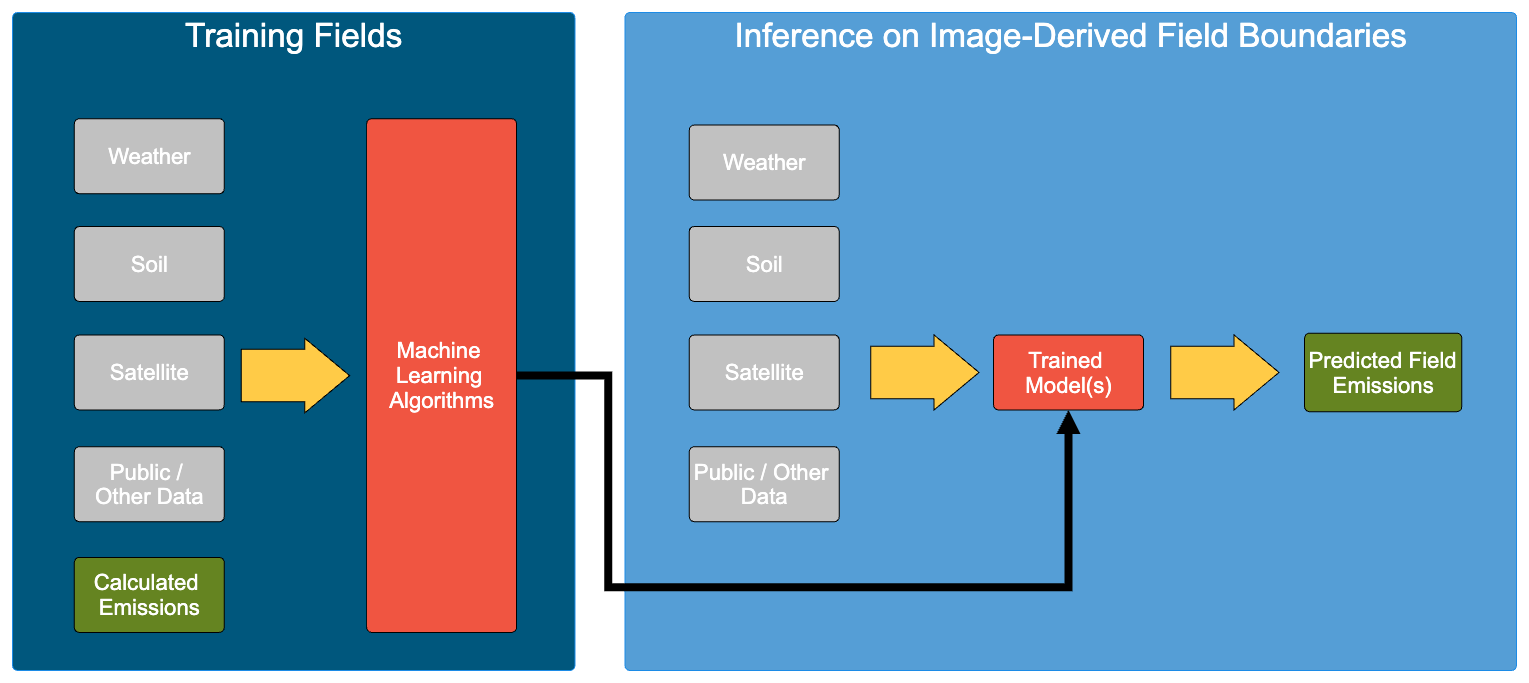 Training Fields
Weather
Soil
Satellite
Public /
Other Data
Calculated
Emissions
Machine
Learning
Algorithms
Inference on Image-Derived Field Boundaries
Weather
Soil
Satellite
Public / Other
Data
Trained
Model(s)
Predicted Field
Emissions